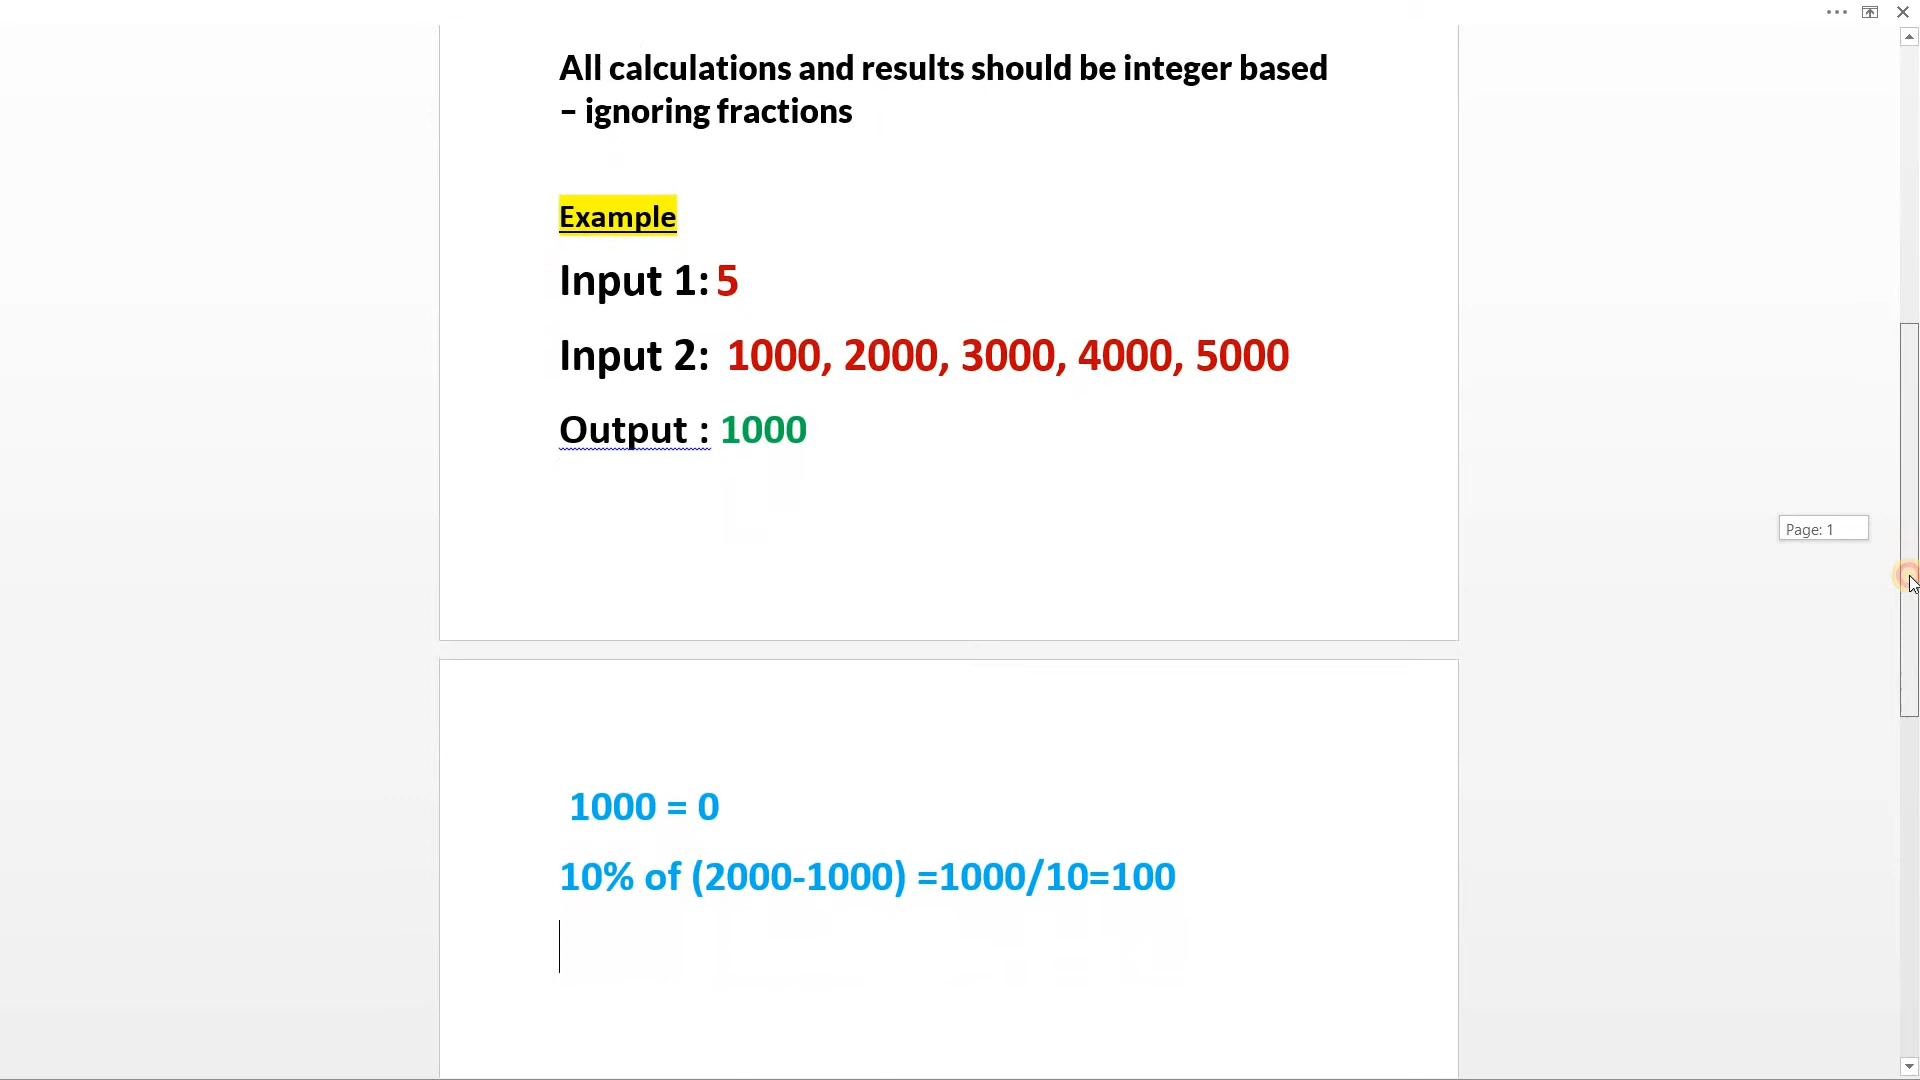 All calculations and results should be integer based
– ignoring fractions
Example
Input 1: 5
Input 2: 1000, 2000, 3000, 4000, 5000
Output : 1000
Page: 1
1000 = 0
10% of (2000-1000) =1000/10=100